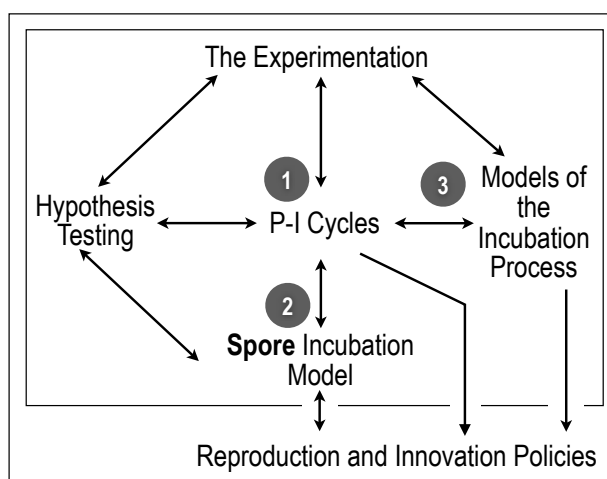 The Experimentation
1
3
Hypothesis
Testing
P-I Cycles
Models of
the
Incubation
Process
2
Spore Incubation
Model
Reproduction and Innovation Policies